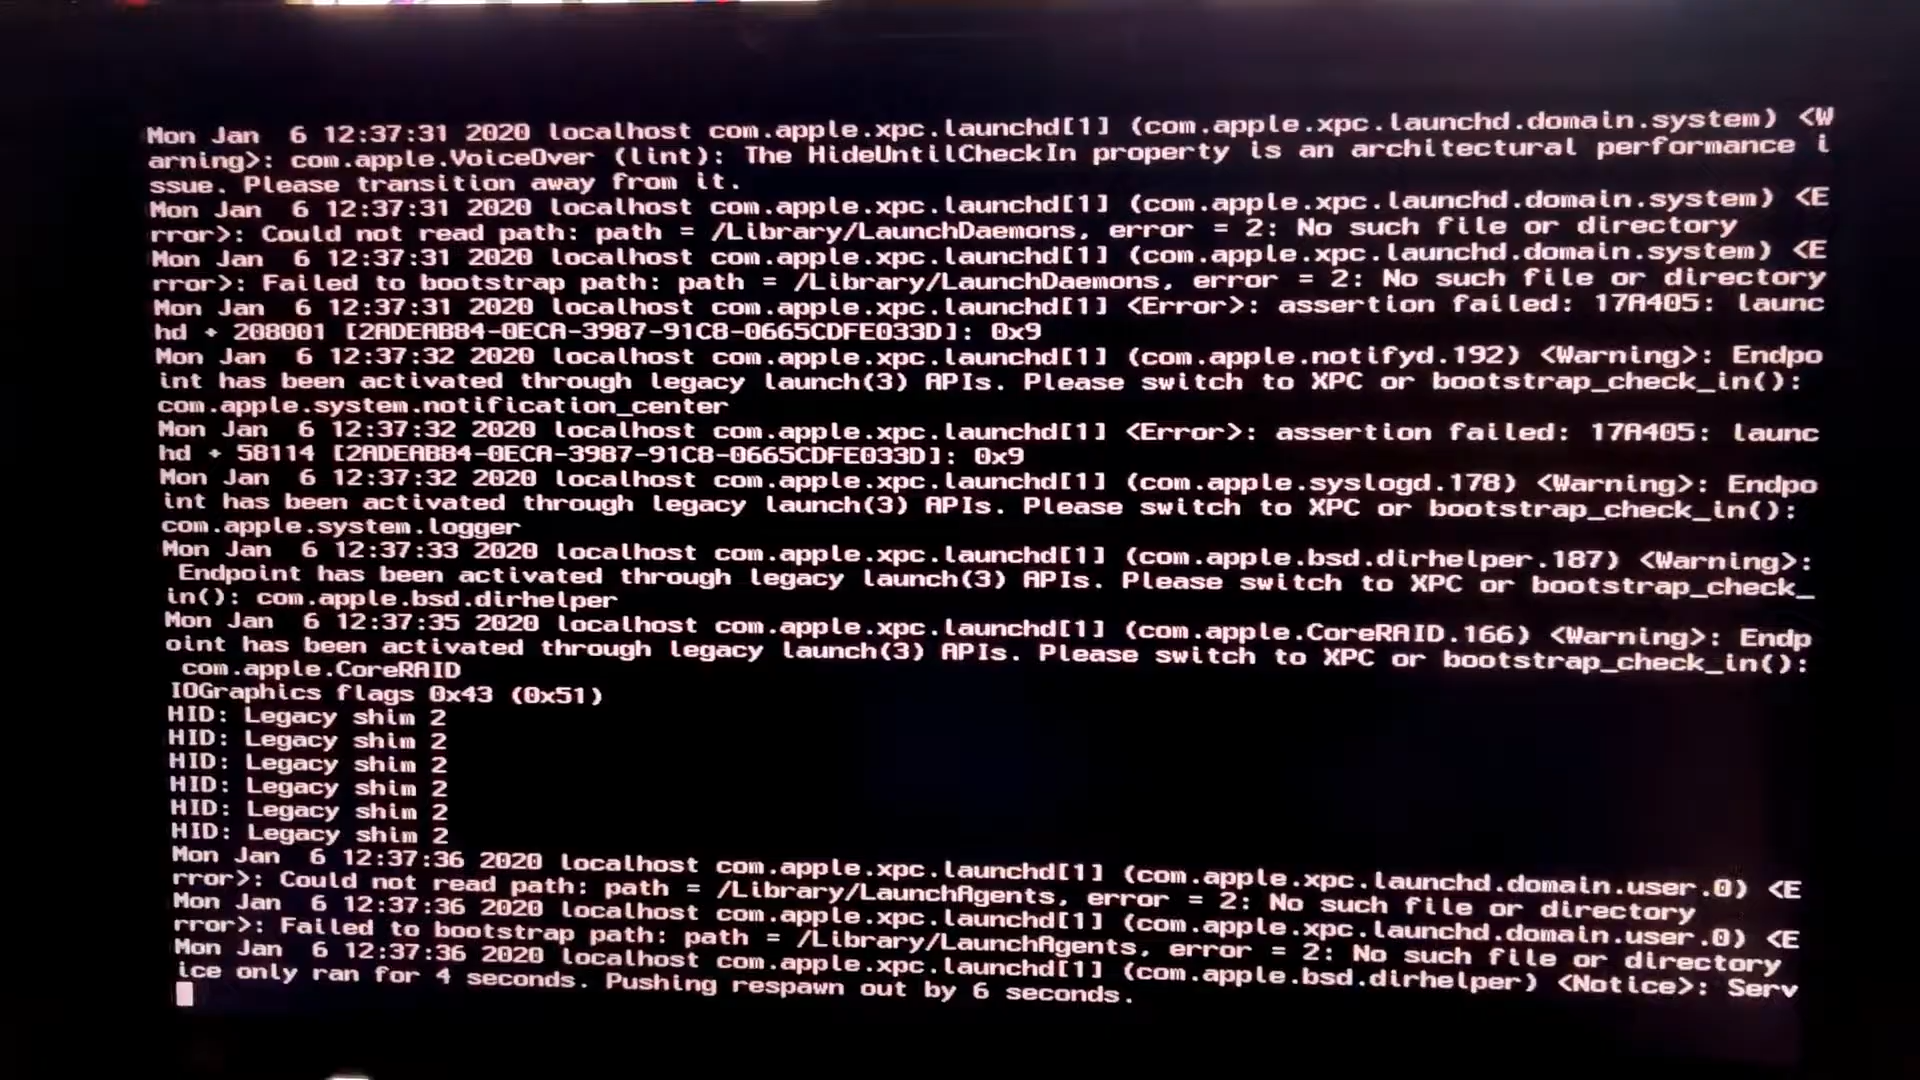 Mon Jan  6 12:37:31 2020 localhost com.apple.xpc.launchd[1] (com.apple.xpc.launchd.domain.system) <W
arning>: com.apple.VoiceOver (lint): The HideUntilCheckIn property is an architectural performance i
ssue. Please transition away from it.
Mon Jan  6 12:37:31 2020 localhost com.apple.xpc.launchd[1] (com.apple.xpc.launchd.domain.system) <E
rror>: Could not read path: path = /Library/LaunchDaemons, error = 2: No such file or directory
Mon Jan  6 12:37:31 2020 localhost com.apple.xpc.launchd[1] (com.apple.xpc.launchd.domain.system) <E
rror>: Failed to bootstrap path: path = /Library/LaunchDaemons, error = 2: No such file or directory
Mon Jan  6 12:37:31 2020 localhost com.apple.xpc.launchd[1] <Error>: assertion failed: 17A405: launc
hd + 208001 [2ADEAB84-0ECA-3987-91C8-0665CDFE033D]: 0x9
Mon Jan  6 12:37:32 2020 localhost com.apple.xpc.launchd[1] (com.apple.notifyd.192) <Warning>: Endpo
int has been activated through legacy launch(3) APIs. Please switch to XPC or bootstrap_check_in():
com.apple.system.notification_center
Mon Jan  6 12:37:32 2020 localhost com.apple.xpc.launchd[1] <Error>: assertion failed: 17A405: launc
hd + 58114 [2ADEAB84-0ECA-3987-91C8-0665CDFE033D]: 0x9
Mon Jan  6 12:37:32 2020 localhost com.apple.xpc.launchd[1] (com.apple.syslogd.178) <Warning>: Endpo
int has been activated through legacy launch(3) APIs. Please switch to XPC or bootstrap_check_in():
com.apple.system.logger
Mon Jan  6 12:37:33 2020 localhost com.apple.xpc.launchd[1] (com.apple.bsd.dirhelper.187) <Warning>:
 Endpoint has been activated through legacy launch(3) APIs. Please switch to XPC or bootstrap_check_
in(): com.apple.bsd.dirhelper
Mon Jan  6 12:37:35 2020 localhost com.apple.xpc.launchd[1] (com.apple.CoreRAID.166) <Warning>: Endp
oint has been activated through legacy launch(3) APIs. Please switch to XPC or bootstrap_check_in():
 com.apple.CoreRAID
IOGraphics flags 0x43 (0x51)
HID: Legacy shim 2
HID: Legacy shim 2
HID: Legacy shim 2
HID: Legacy shim 2
HID: Legacy shim 2
HID: Legacy shim 2
Mon Jan  6 12:37:36 2020 localhost com.apple.xpc.launchd[1] (com.apple.xpc.launchd.domain.user.0) <E
rror>: Could not read path: path = /Library/LaunchAgents, error = 2: No such file or directory
Mon Jan  6 12:37:36 2020 localhost com.apple.xpc.launchd[1] (com.apple.xpc.launchd.domain.user.0) <E
rror>: Failed to bootstrap path: path = /Library/LaunchAgents, error = 2: No such file or directory
Mon Jan  6 12:37:36 2020 localhost com.apple.xpc.launchd[1] (com.apple.bsd.dirhelper) <Notice>: Serv
ice only ran for 4 seconds. Pushing respawn out by 6 seconds.